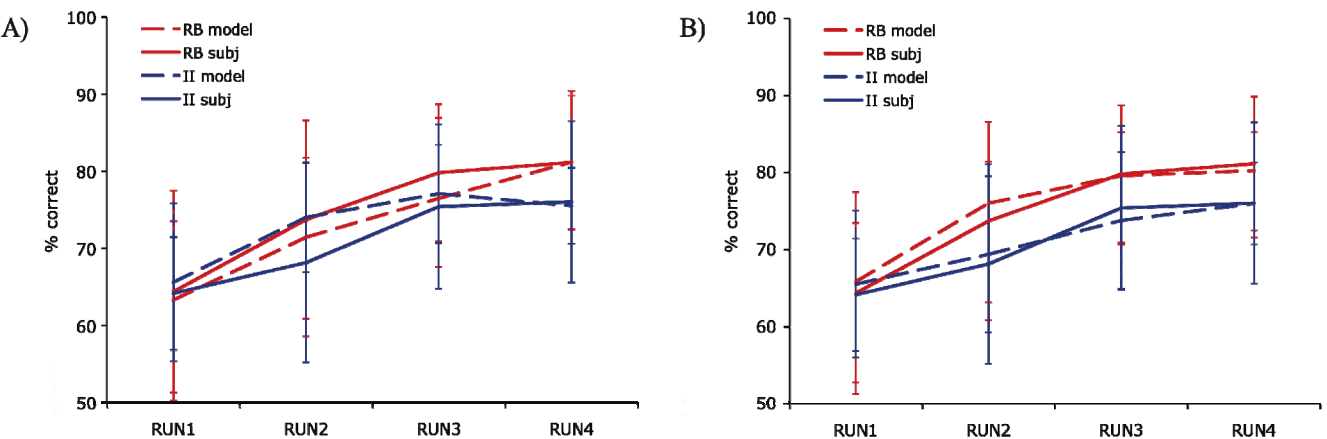 A)
% correct
100
90
80
70
60
50
RB model
RB subj
II model
II subj
RUN1 RUN2 RUN3 RUN4
B)
% correct
100
90
80
70
60
50
RB model
RB subj
II model
II subj
RUN1 RUN2 RUN3 RUN4